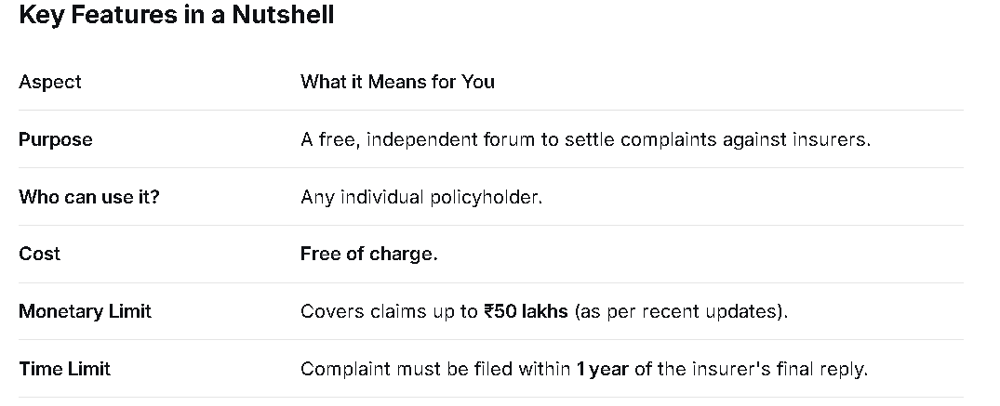 Key Features in a Nutshell
Aspect What it Means for You
Purpose A free, independent forum to settle complaints against insurers.
Who can use it? Any individual policyholder.
Cost Free of charge.
Monetary Limit Covers claims up to ₹50 lakhs (as per recent updates).
Time Limit Complaint must be filed within 1 year of the insurer's final reply.